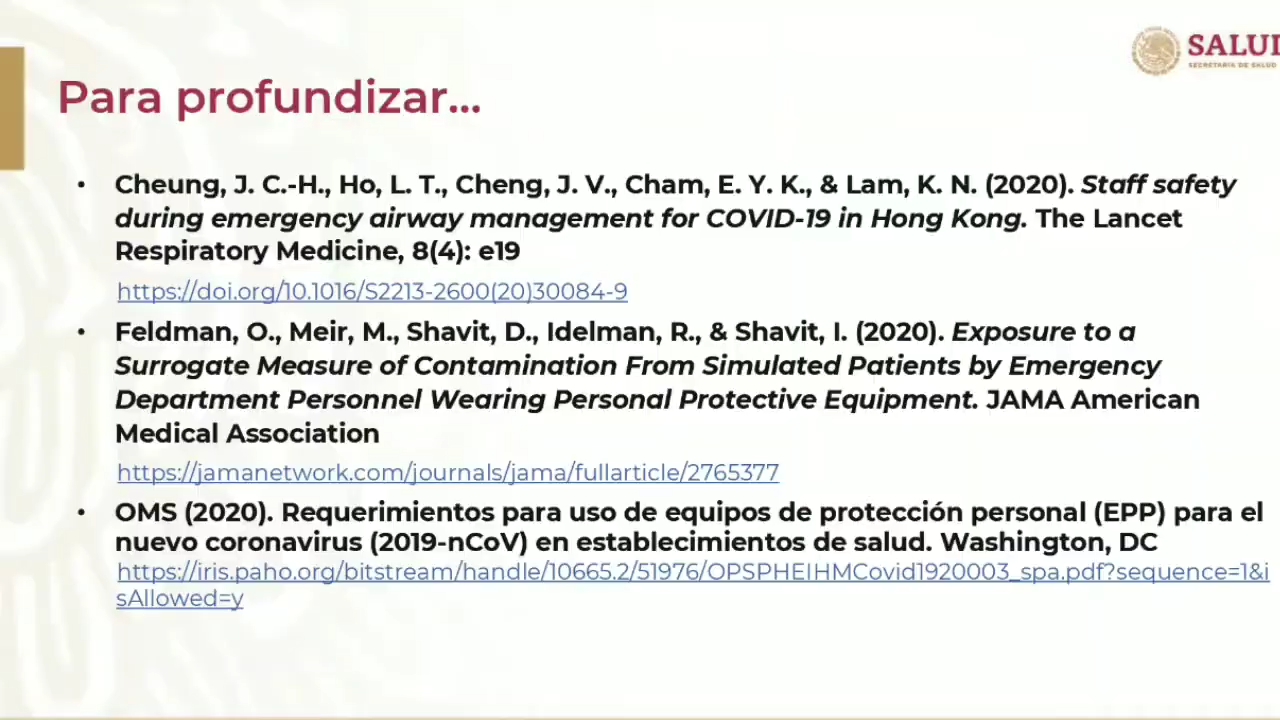 SALUD
SECRETARÍA DE SALUD
Para profundizar...
• Cheung, J. C.-H., Ho, L. T., Cheng, J. V., Cham, E. Y. K., & Lam, K. N. (2020). Staff safety
during emergency airway management for COVID-19 in Hong Kong. The Lancet
Respiratory Medicine, 8(4): e19
https://doi.org/10.1016/S2213-2600(20)30084-9
• Feldman, O., Meir, M., Shavit, D., Idelman, R., & Shavit, I. (2020). Exposure to a
Surrogate Measure of Contamination From Simulated Patients by Emergency
Department Personnel Wearing Personal Protective Equipment. JAMA American
Medical Association
https://jamanetwork.com/journals/jama/fullarticle/2765377
• OMS (2020). Requerimientos para uso de equipos de protección personal (EPP) para el
nuevo coronavirus (2019-nCoV) en establecimientos de salud. Washington, DC
https://iris.paho.org/bitstream/handle/10665.2/51976/OPSPHEIHMCovid1920003_spa.pdf?sequence=1&i
sAllowed=y